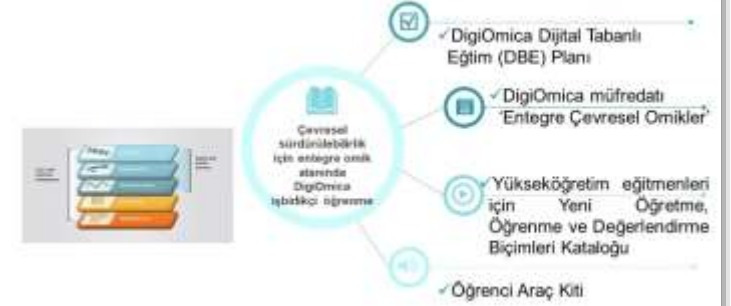 ✓DigiOmica Dijital Tabanlı
Eğtim (DBE) Planı
✓DigiOmica müfredatı
'Entegre Çevresel Omikler'
Çevresel
sürdürülebilirlik
için entegre omik
alanında
DigiOmica
işbirlikçi öğrenme
✓Yükseköğretim eğitmenleri
için Yeni Öğretme,
Öğrenme ve Değerlendirme
Biçimleri Kataloğu
✓Öğrenci Araç Kiti